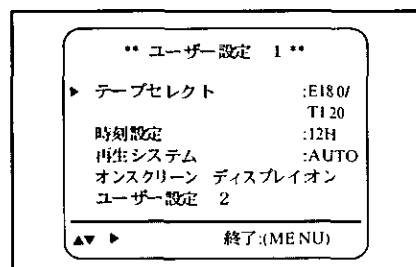 ** ユーザー設定 1 **
▶ テープセレクト :E180/
T120
時刻設定 :12H
再生システム :AUTO
オンスクリーン ディスプレイ:オン
ユーザー設定 2
▲▼ ▶ 終了:(MENU)